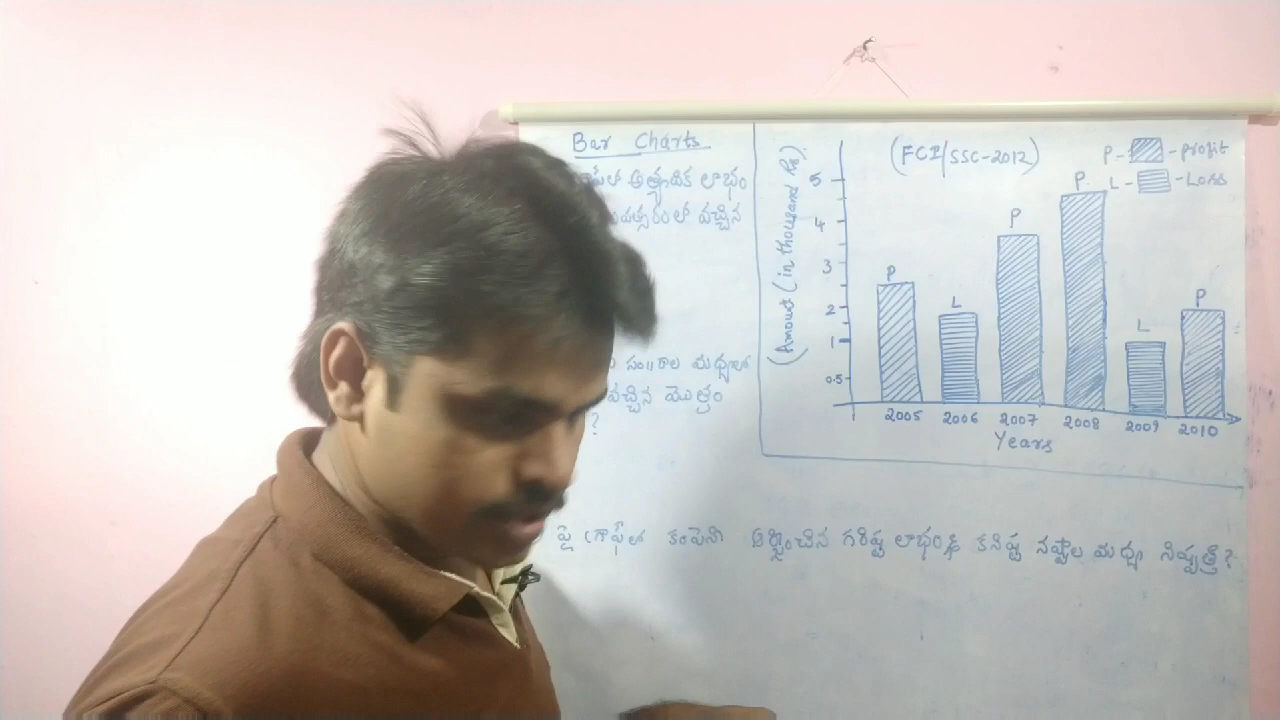 Bar Charts
అత్యధిక లాభం
వచ్చిన
సం॥రాల మధ్యలో
వచ్చిన మొత్తం
?
(FCI/SSC-2012)
P - - profit
L - - Loss
(Amount (in thousand Rs)
5
4
3
2
1
0.5
P
L
P
P
L
P
2005 2006 2007 2008 2009 2010
Years
పై గ్రాఫ్‌లో కంపెనీ ఆర్జించిన గరిష్ట లాభం & కనిష్ట నష్టాల మధ్య నిష్పత్తి?